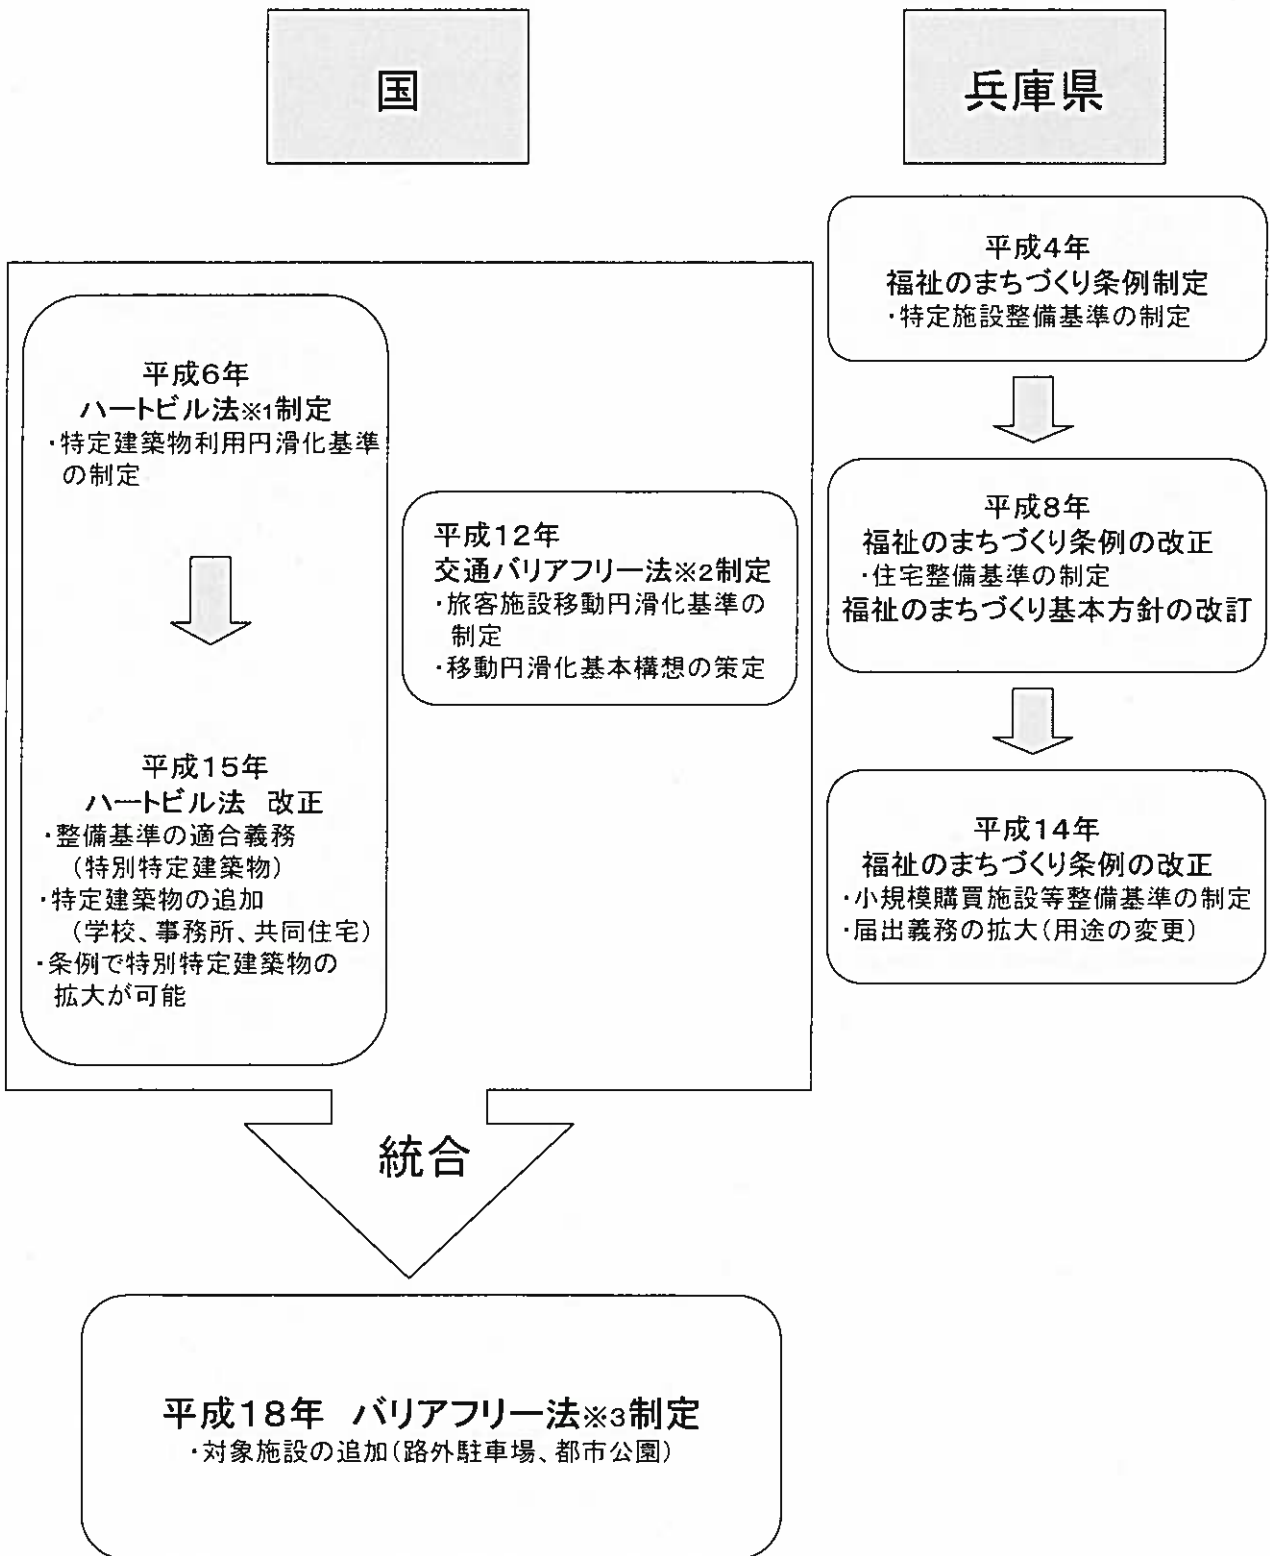 国
兵庫県
平成4年
福祉のまちづくり条例制定
・特定施設整備基準の制定
平成6年
ハートビル法※1制定
・特定建築物利用円滑化基準
の制定
平成8年
福祉のまちづくり条例の改正
・住宅整備基準の制定
福祉のまちづくり基本方針の改訂
平成12年
交通バリアフリー法※2制定
・旅客施設移動円滑化基準の
制定
・移動円滑化基本構想の策定
平成15年
ハートビル法 改正
・整備基準の適合義務
(特別特定建築物)
・特定建築物の追加
(学校、事務所、共同住宅)
・条例で特別特定建築物の
拡大が可能
平成14年
福祉のまちづくり条例の改正
・小規模購買施設等整備基準の制定
・届出義務の拡大(用途の変更)
統合
平成18年 バリアフリー法※3制定
・対象施設の追加(路外駐車場、都市公園)